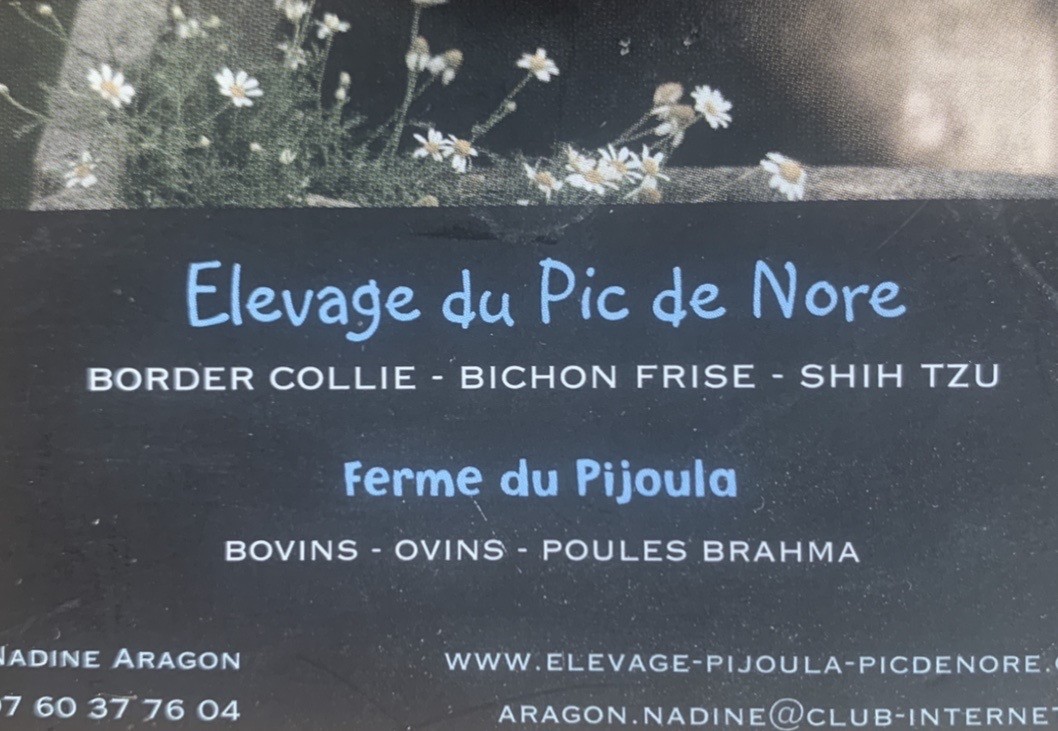 Elevage du Pic de Nore
BORDER COLLIE - BICHON FRISE - SHIH TZU
Ferme du Pijoula
BOVINS - OVINS - POULES BRAHMA
NADINE ARAGON
07 60 37 76 04
WWW.ELEVAGE-PIJOULA-PICDENORE.
ARAGON.NADINE@CLUB-INTERNET